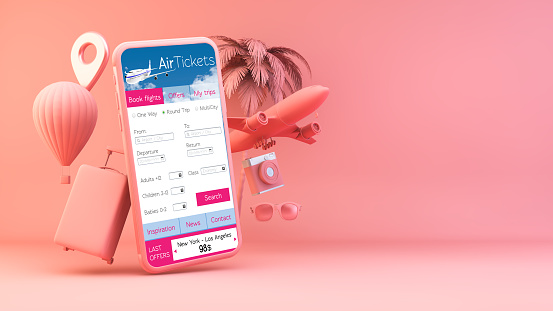 AirTickets
Book flights Offers My trips
One Way Round Trip MultiCity
From: To:
Departure Return
Adults +12 Class
Children 2-11
Babies 0-2 Search
Inspiration News Contact
LAST OFFERS New York - Los Angeles
98$